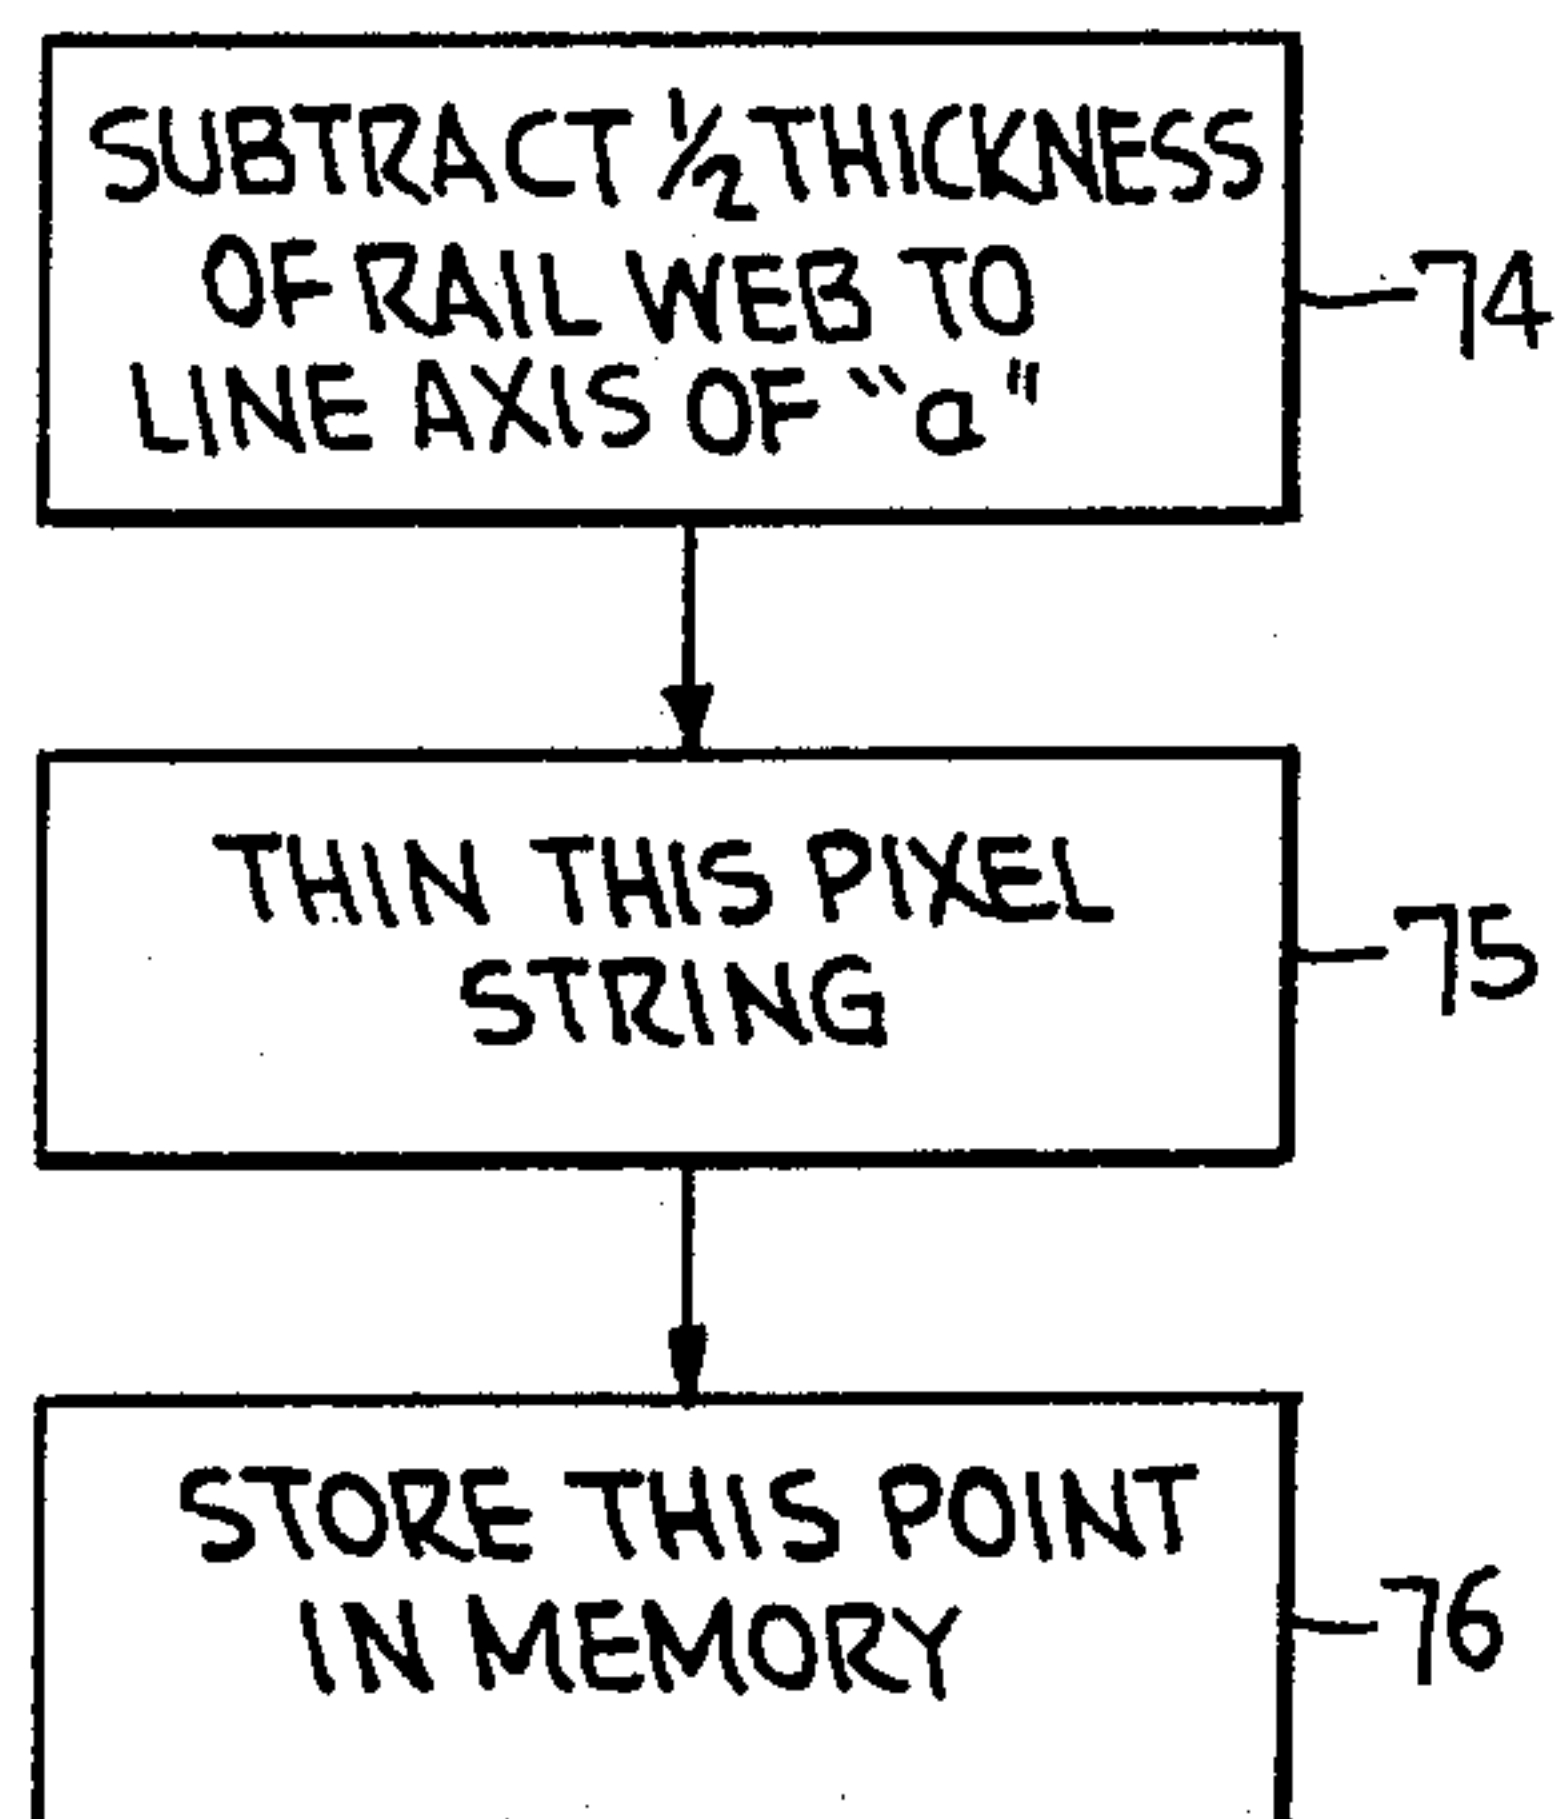 SUBTRACT ½ THICKNESS
OF RAIL WEB TO
LINE AXIS OF "a"
74
THIN THIS PIXEL
STRING
75
STORE THIS POINT
IN MEMORY
76